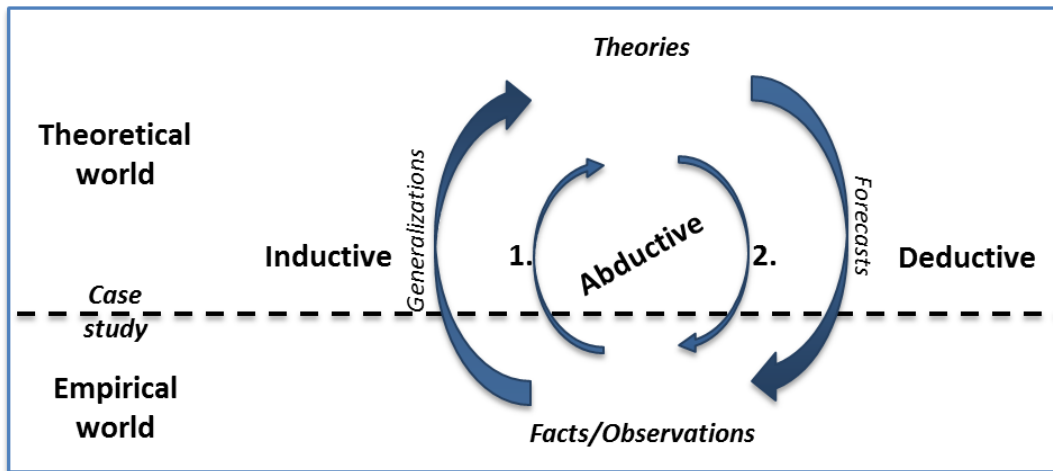 Theories
Theoretical
world
Generalizations
Forecasts
Inductive
1.
Abductive
2.
Deductive
Case
study
Empirical
world
Facts/Observations